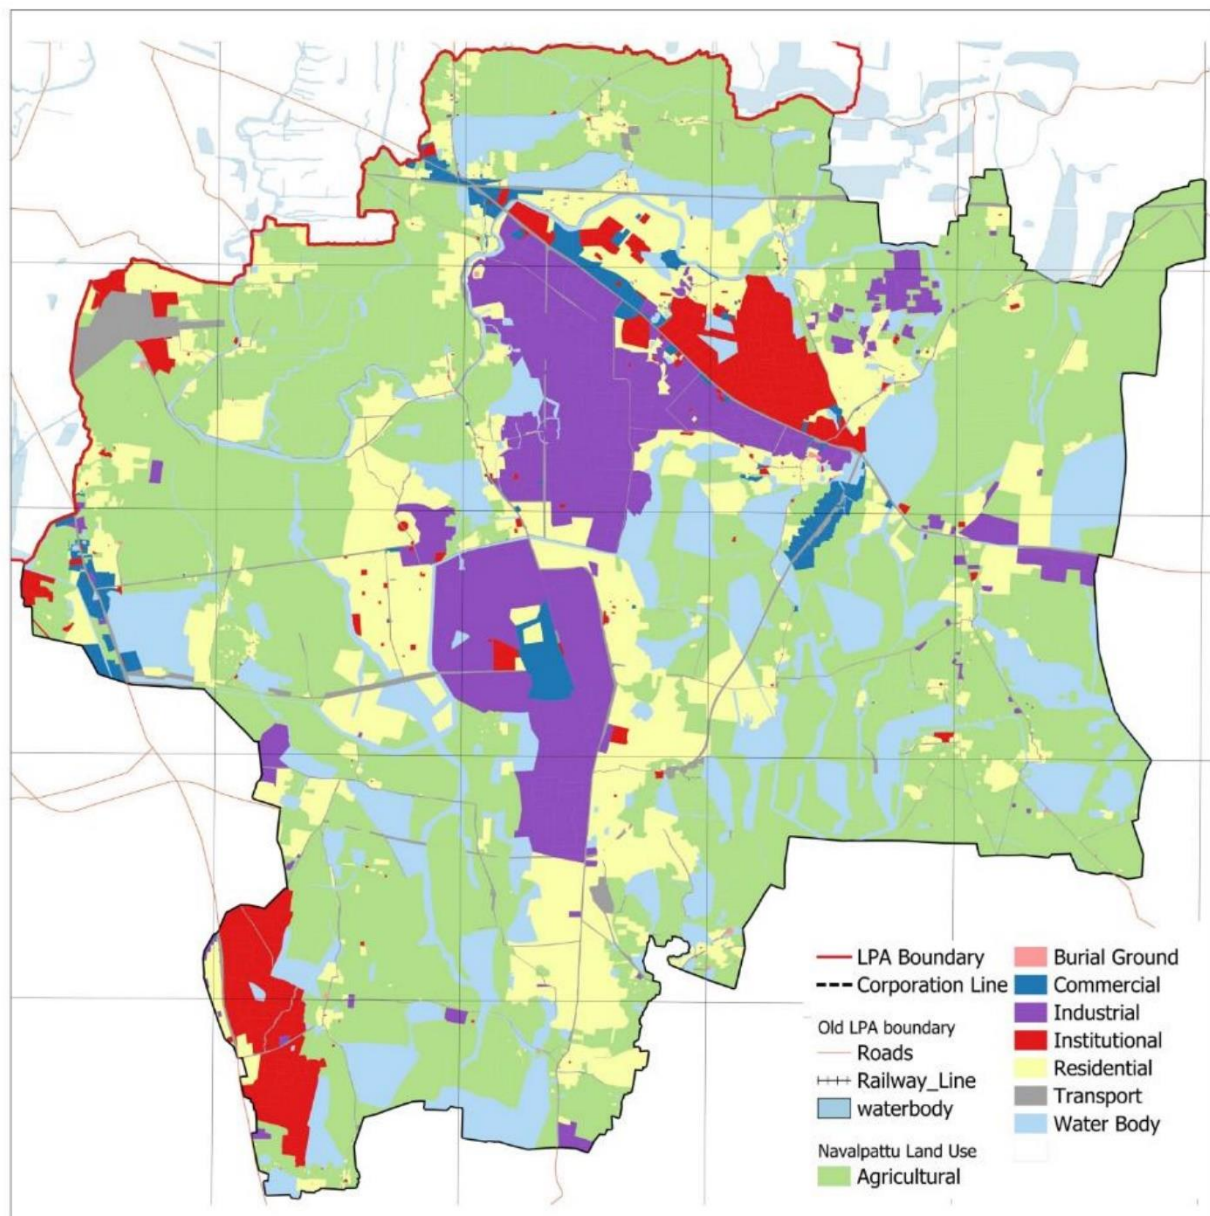 LPA Boundary
Corporation Line
Old LPA boundary
Roads
Railway_Line
waterbody
Navalpattu Land Use
Agricultural
Burial Ground
Commercial
Industrial
Institutional
Residential
Transport
Water Body